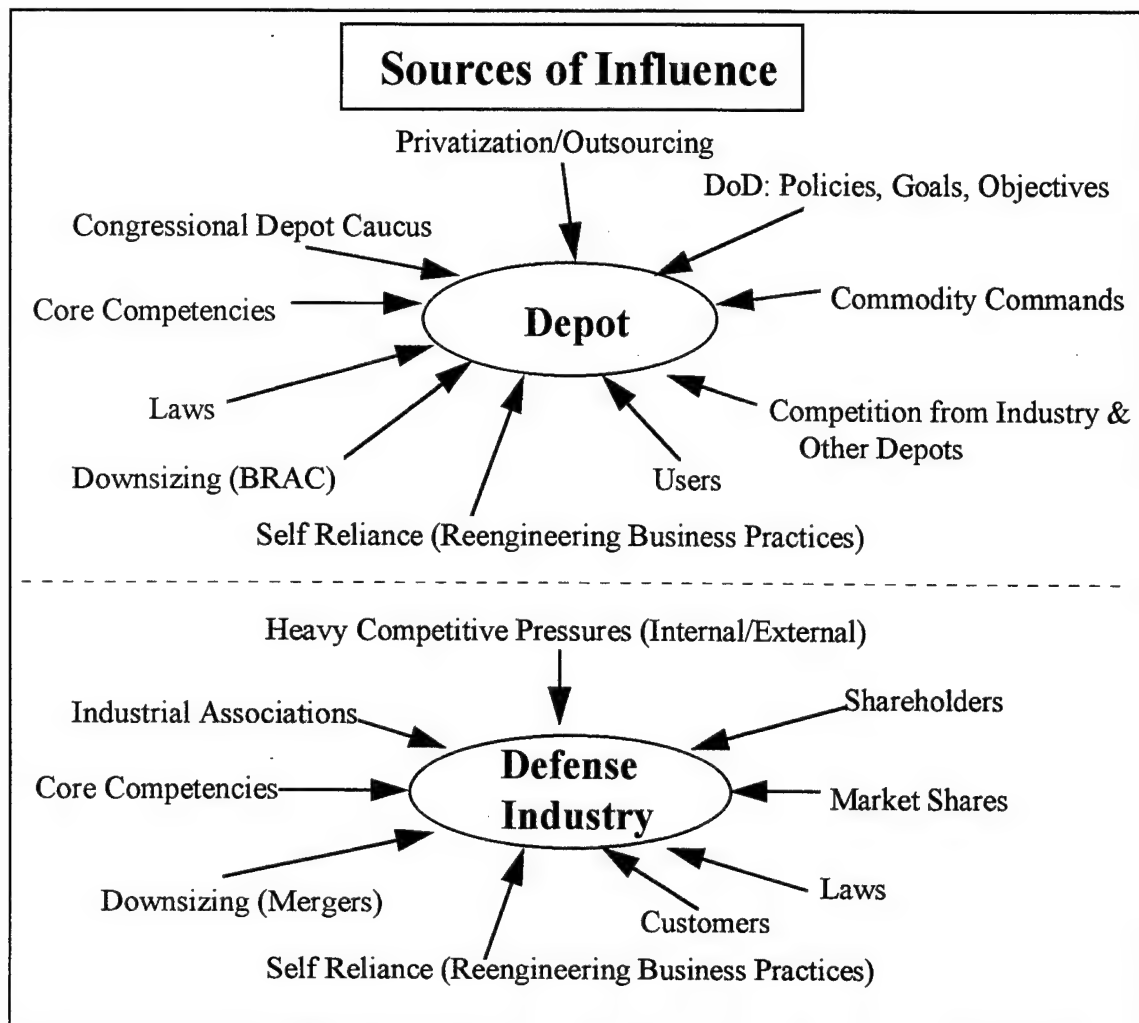 Sources of Influence
Privatization/Outsourcing
DoD: Policies, Goals, Objectives
Congressional Depot Caucus
Core Competencies
Commodity Commands
Depot
Laws
Competition from Industry &
Other Depots
Downsizing (BRAC)
Users
Self Reliance (Reengineering Business Practices)
Heavy Competitive Pressures (Internal/External)
Industrial Associations
Shareholders
Core Competencies
Defense
Industry
Market Shares
Downsizing (Mergers)
Laws
Customers
Self Reliance (Reengineering Business Practices)